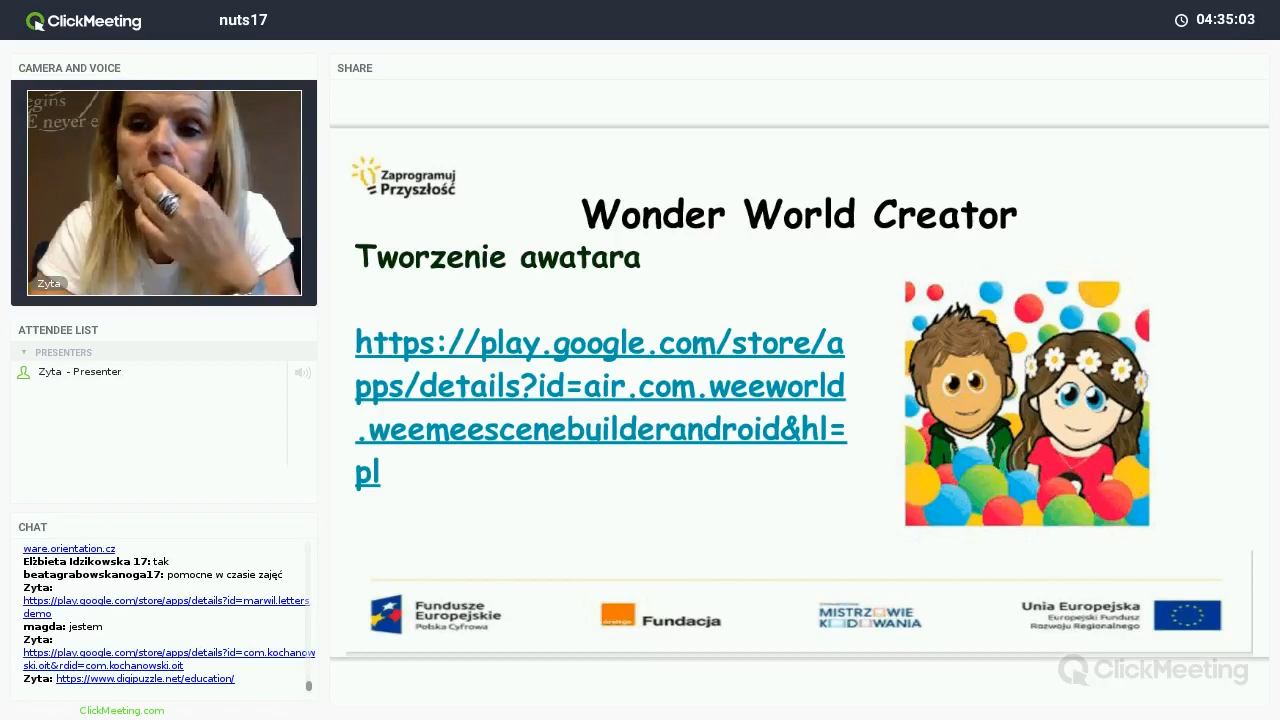 ClickMeeting
nuts17
04:35:03
CAMERA AND VOICE
egins
E never e
Zyta
ATTENDEE LIST
PRESENTERS
Zyta - Presenter
CHAT
ware.orientation.cz
Elżbieta Idzikowska 17: tak
beatagrabowskanoga17: pomocne w czasie zajęć
Zyta:
https://play.google.com/store/apps/details?id=marwil.letters
demo
magda: jestem
Zyta:
https://play.google.com/store/apps/details?id=com.kochanow
ski.oit&rdid=com.kochanowski.oit
Zyta: https://www.digipuzzle.net/education/
ClickMeeting.com
SHARE
Zaprogramuj
Przyszłość
Wonder World Creator
Tworzenie awatara
https://play.google.com/store/a
pps/details?id=air.com.weeworld
.weemeescenebuilderandroid&hl=
pl
Fundusze
Europejskie
Polska Cyfrowa
orange
Fundacja
MISTRZOWIE
KODOWANIA
Unia Europejska
Europejski Fundusz
Rozwoju Regionalnego
ClickMeeting